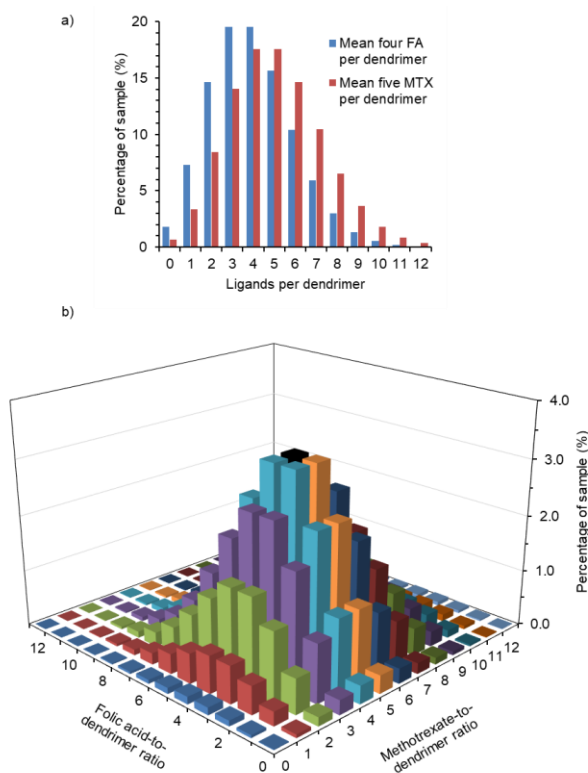 a)
Percentage of sample (%)
20
15
10
5
0
Mean four FA
per dendrimer
Mean five MTX
per dendrimer
0 1 2 3 4 5 6 7 8 9 10 11 12
Ligands per dendrimer
b)
4.0
3.0
2.0
1.0
0.0
Percentage of sample (%)
12 10 8 6 4 2 0
Folic acid-to-
dendrimer ratio
0 1 2 3 4 5 6 7 8 9 10 11 12
Methotrexate-to-
dendrimer ratio